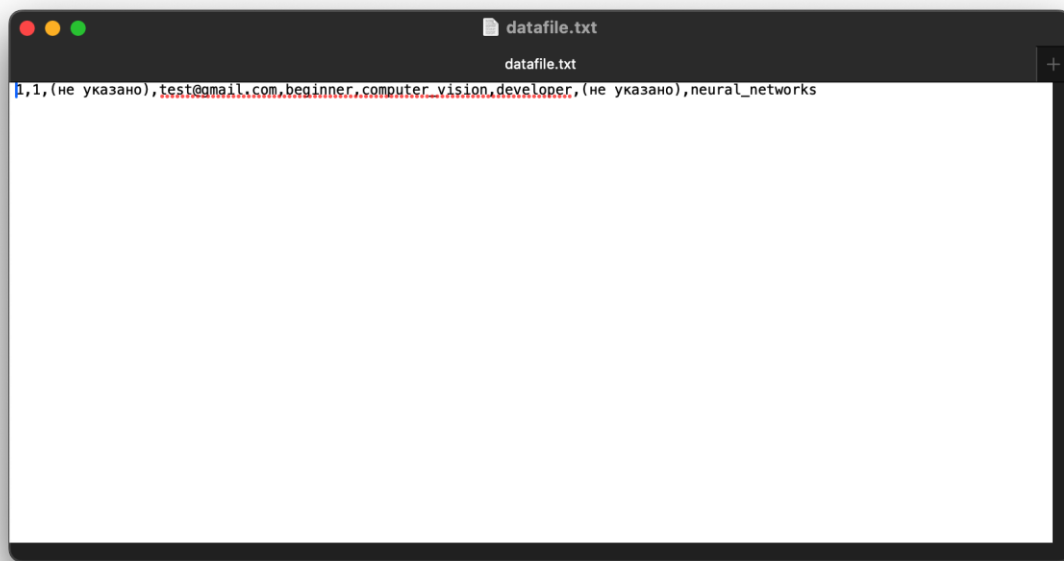 datafile.txt
datafile.txt
1,1,(не указано),test@gmail.com,beginner,computer_vision,developer,(не указано),neural_networks